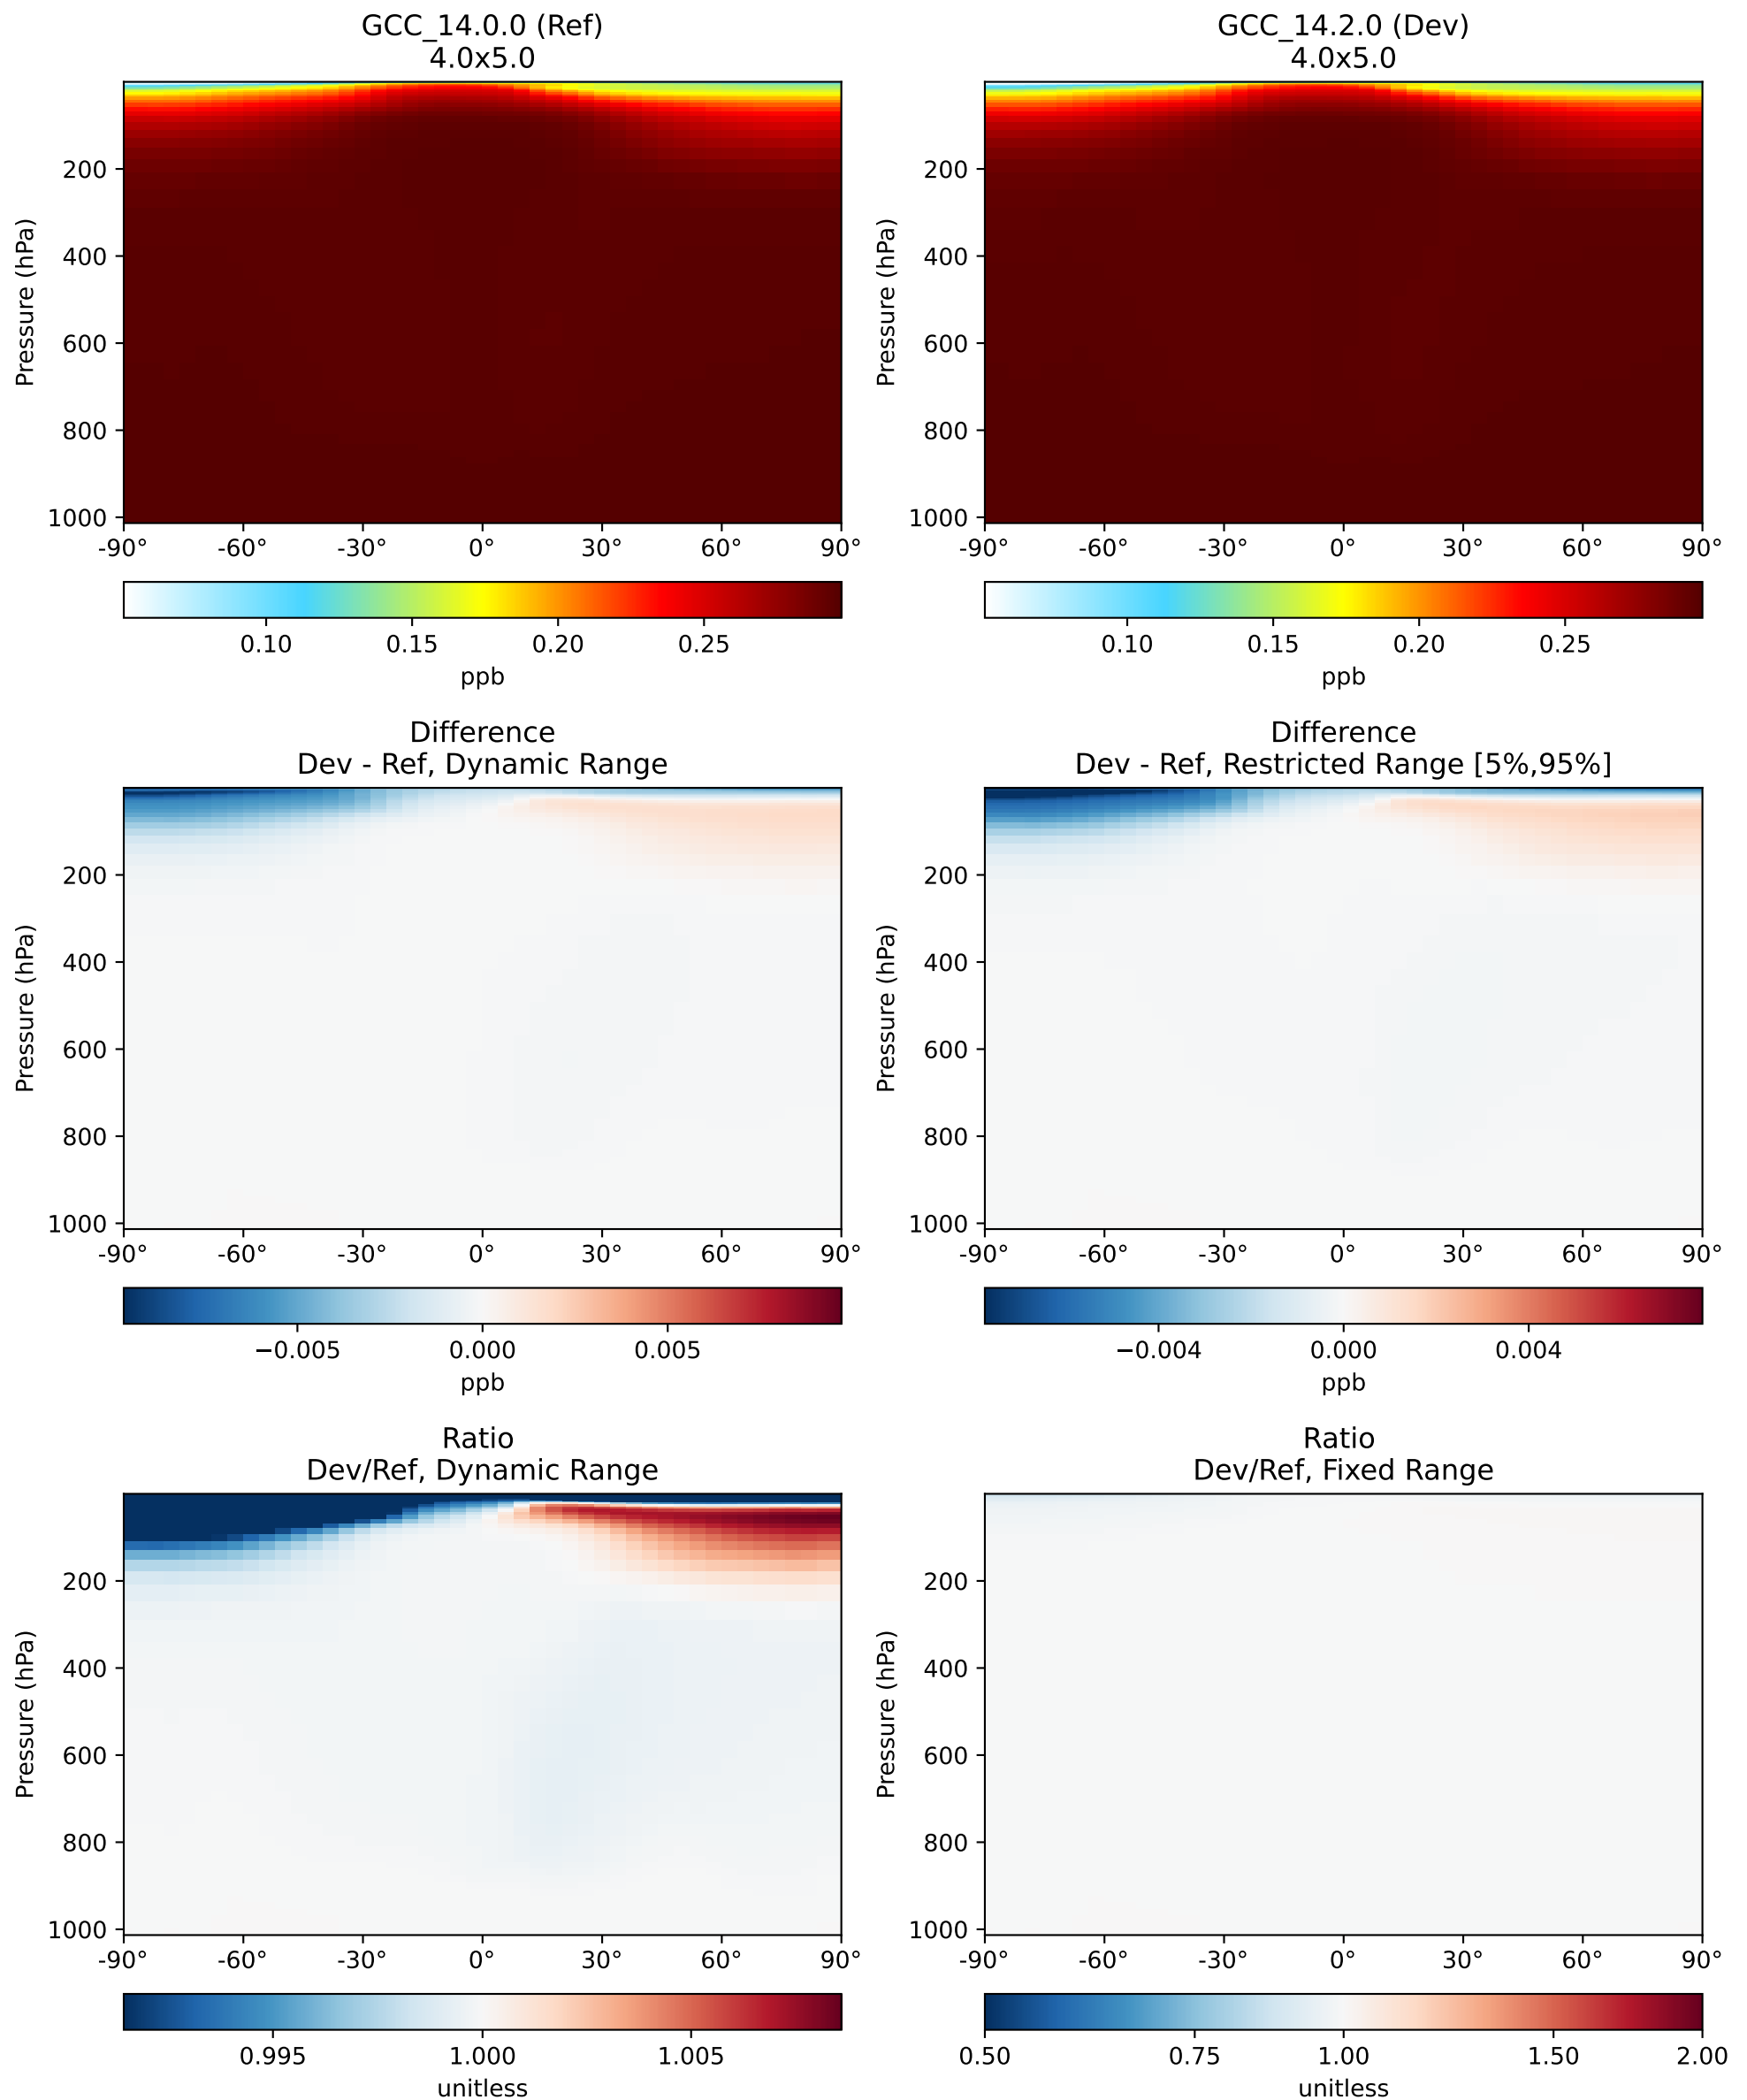 GCC_14.0.0 (Ref)
4.0x5.0
Pressure (hPa)
200
400
600
800
1000
-90° -60° -30° 0° 30° 60° 90°
0.10 0.15 0.20 0.25
ppb
GCC_14.2.0 (Dev)
4.0x5.0
Pressure (hPa)
200
400
600
800
1000
-90° -60° -30° 0° 30° 60° 90°
0.10 0.15 0.20 0.25
ppb
Difference
Dev - Ref, Dynamic Range
Pressure (hPa)
200
400
600
800
1000
-90° -60° -30° 0° 30° 60° 90°
−0.005 0.000 0.005
ppb
Difference
Dev - Ref, Restricted Range [5%,95%]
Pressure (hPa)
200
400
600
800
1000
-90° -60° -30° 0° 30° 60° 90°
−0.004 0.000 0.004
ppb
Ratio
Dev/Ref, Dynamic Range
Pressure (hPa)
200
400
600
800
1000
-90° -60° -30° 0° 30° 60° 90°
0.995 1.000 1.005
unitless
Ratio
Dev/Ref, Fixed Range
Pressure (hPa)
200
400
600
800
1000
-90° -60° -30° 0° 30° 60° 90°
0.50 0.75 1.00 1.50 2.00
unitless